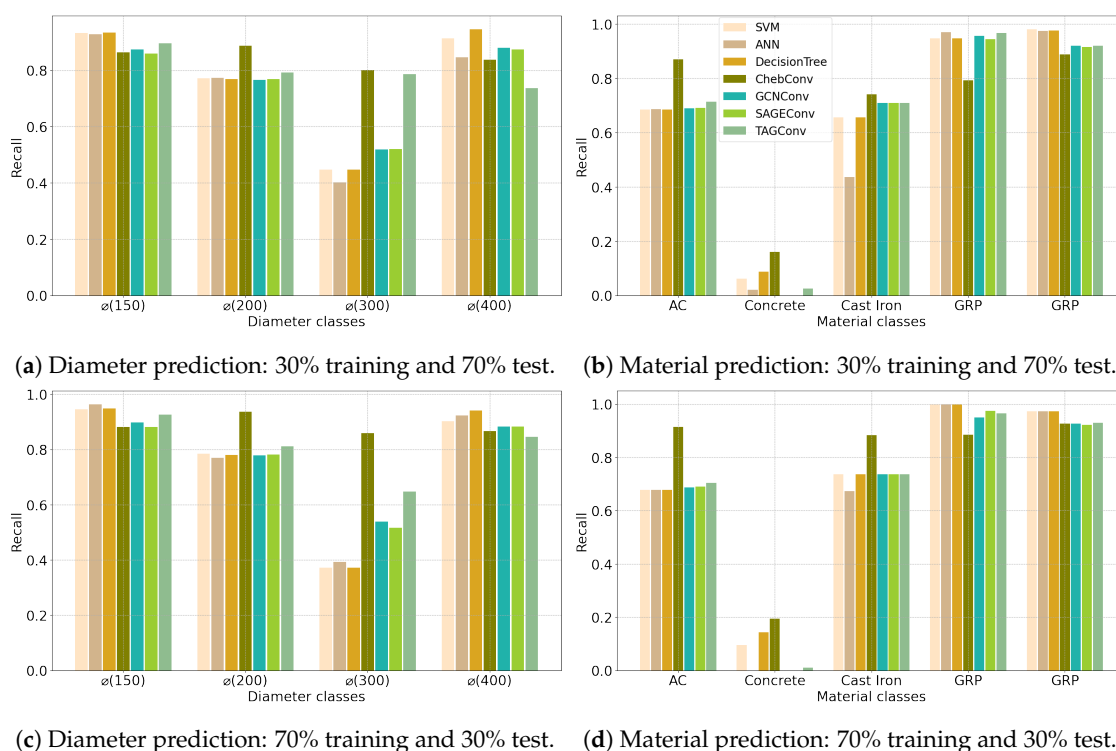 Recall
0.8
0.6
0.4
0.2
0.0
⌀(150)
⌀(200)
⌀(300)
⌀(400)
Diameter classes
(a) Diameter prediction: 30% training and 70% test.
Recall
1.0
0.8
0.6
0.4
0.2
0.0
SVM
ANN
DecisionTree
ChebConv
GCNConv
SAGEConv
TAGConv
AC
Concrete
Cast Iron
GRP
GRP
Material classes
(b) Material prediction: 30% training and 70% test.
Recall
1.0
0.8
0.6
0.4
0.2
0.0
⌀(150)
⌀(200)
⌀(300)
⌀(400)
Diameter classes
(c) Diameter prediction: 70% training and 30% test.
Recall
1.0
0.8
0.6
0.4
0.2
0.0
AC
Concrete
Cast Iron
GRP
GRP
Material classes
(d) Material prediction: 70% training and 30% test.